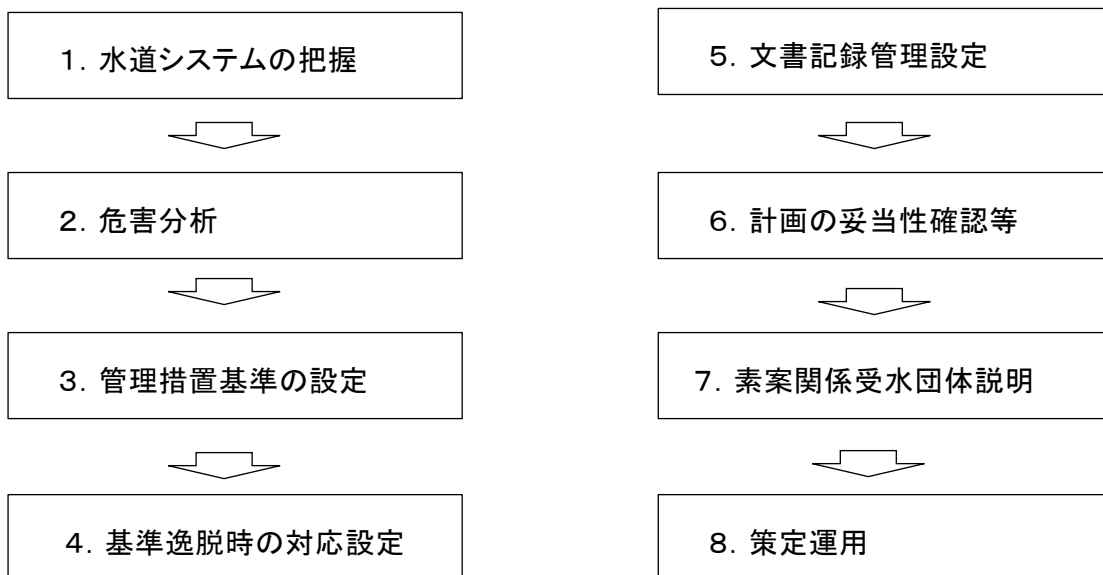 １．水道システムの把握
２．危害分析
３．管理措置基準の設定
４．基準逸脱時の対応設定
５．文書記録管理設定
６．計画の妥当性確認等
７．素案関係受水団体説明
８．策定運用